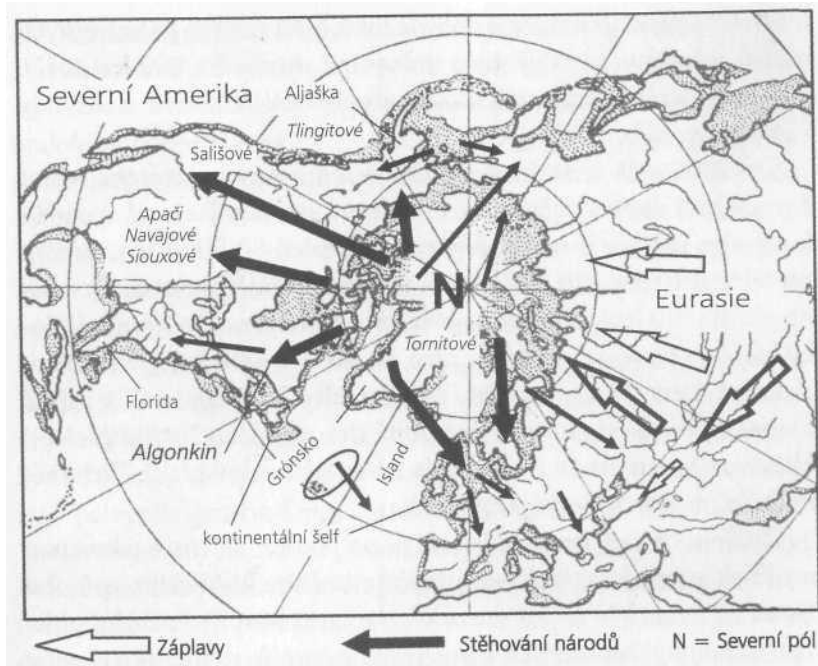 Severní Amerika
Aljaška
Tlingitové
Sališové
Apači
Navajové
Siouxové
N
Eurasie
Tornitové
Florida
Algonkin
Grónsko
Island
kontinentální šelf
Záplavy
Stěhování národů
N = Severní pól